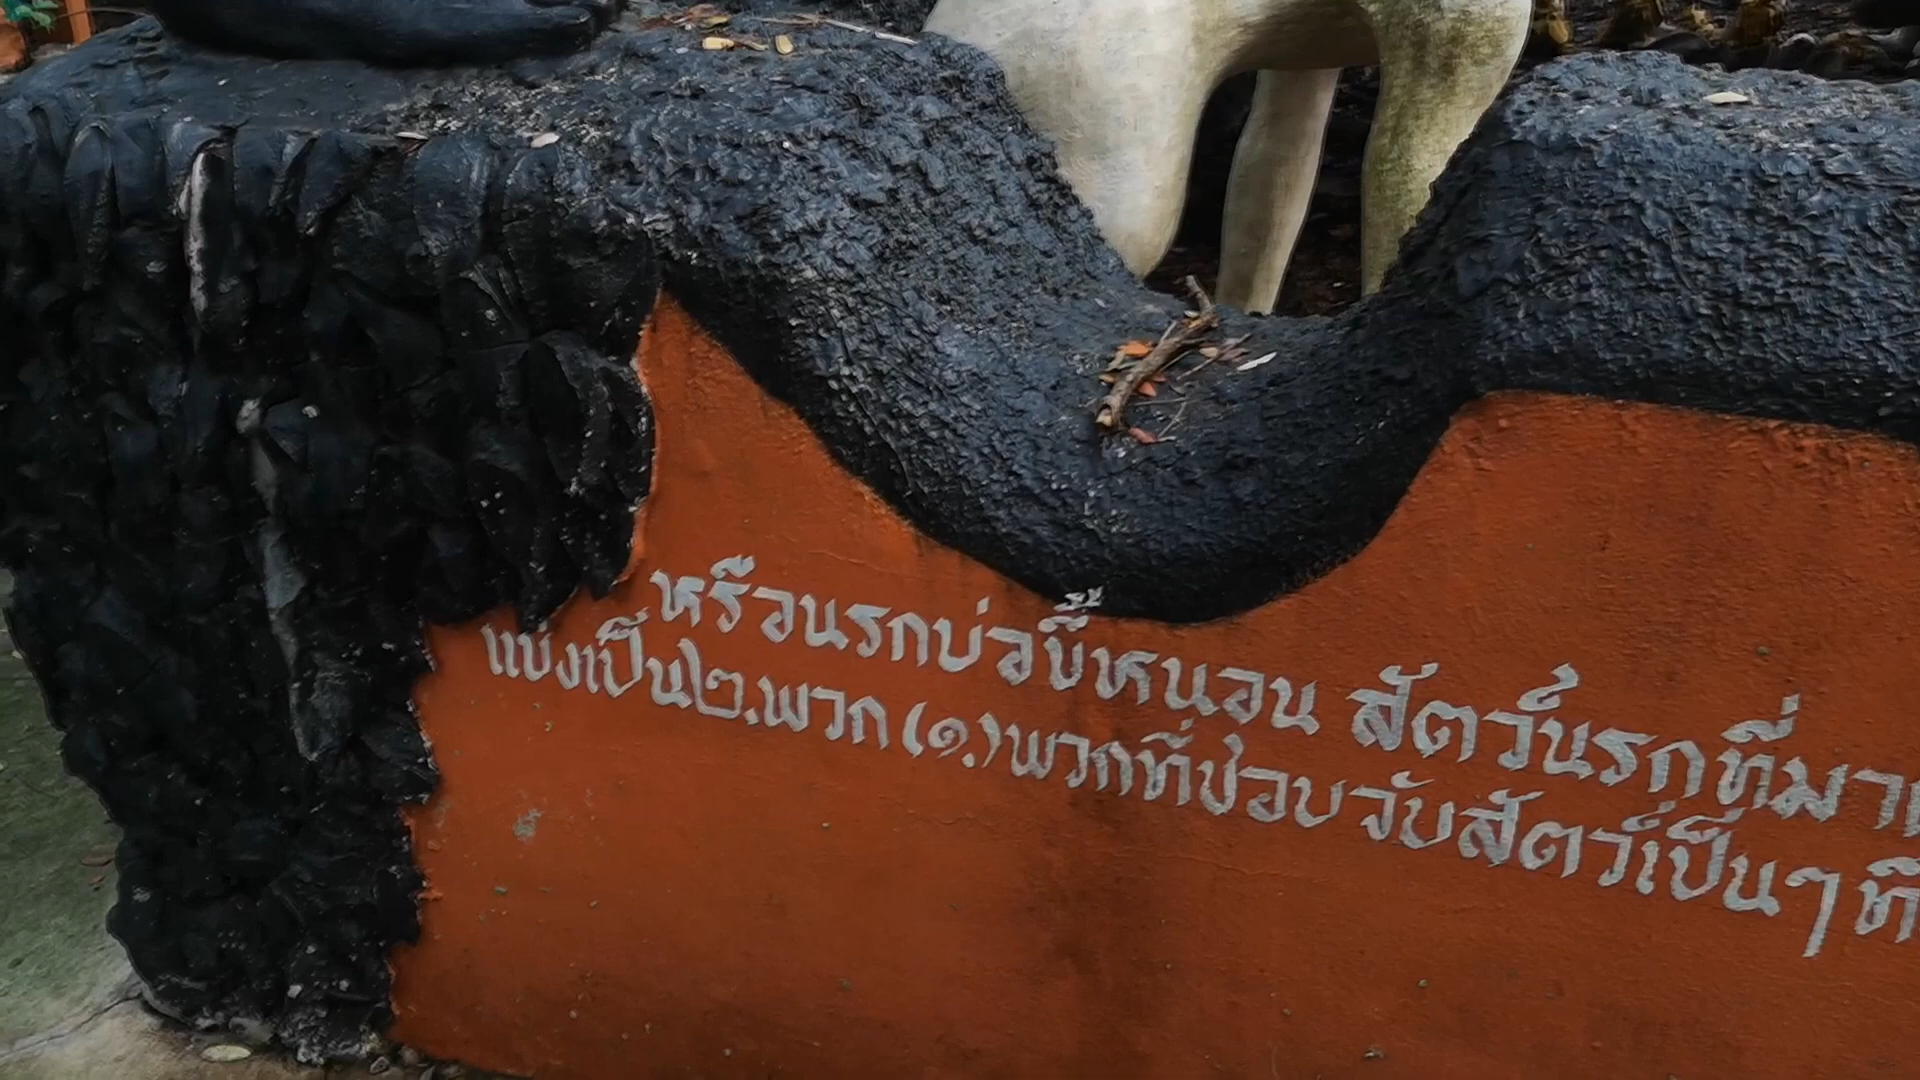 หรือนรกบ่อขี้หนอน สัตว์นรกที่มา
แบ่งเป็น๒.พวก(๑.)พวกที่ชอบจับสัตว์เป็นๆที่